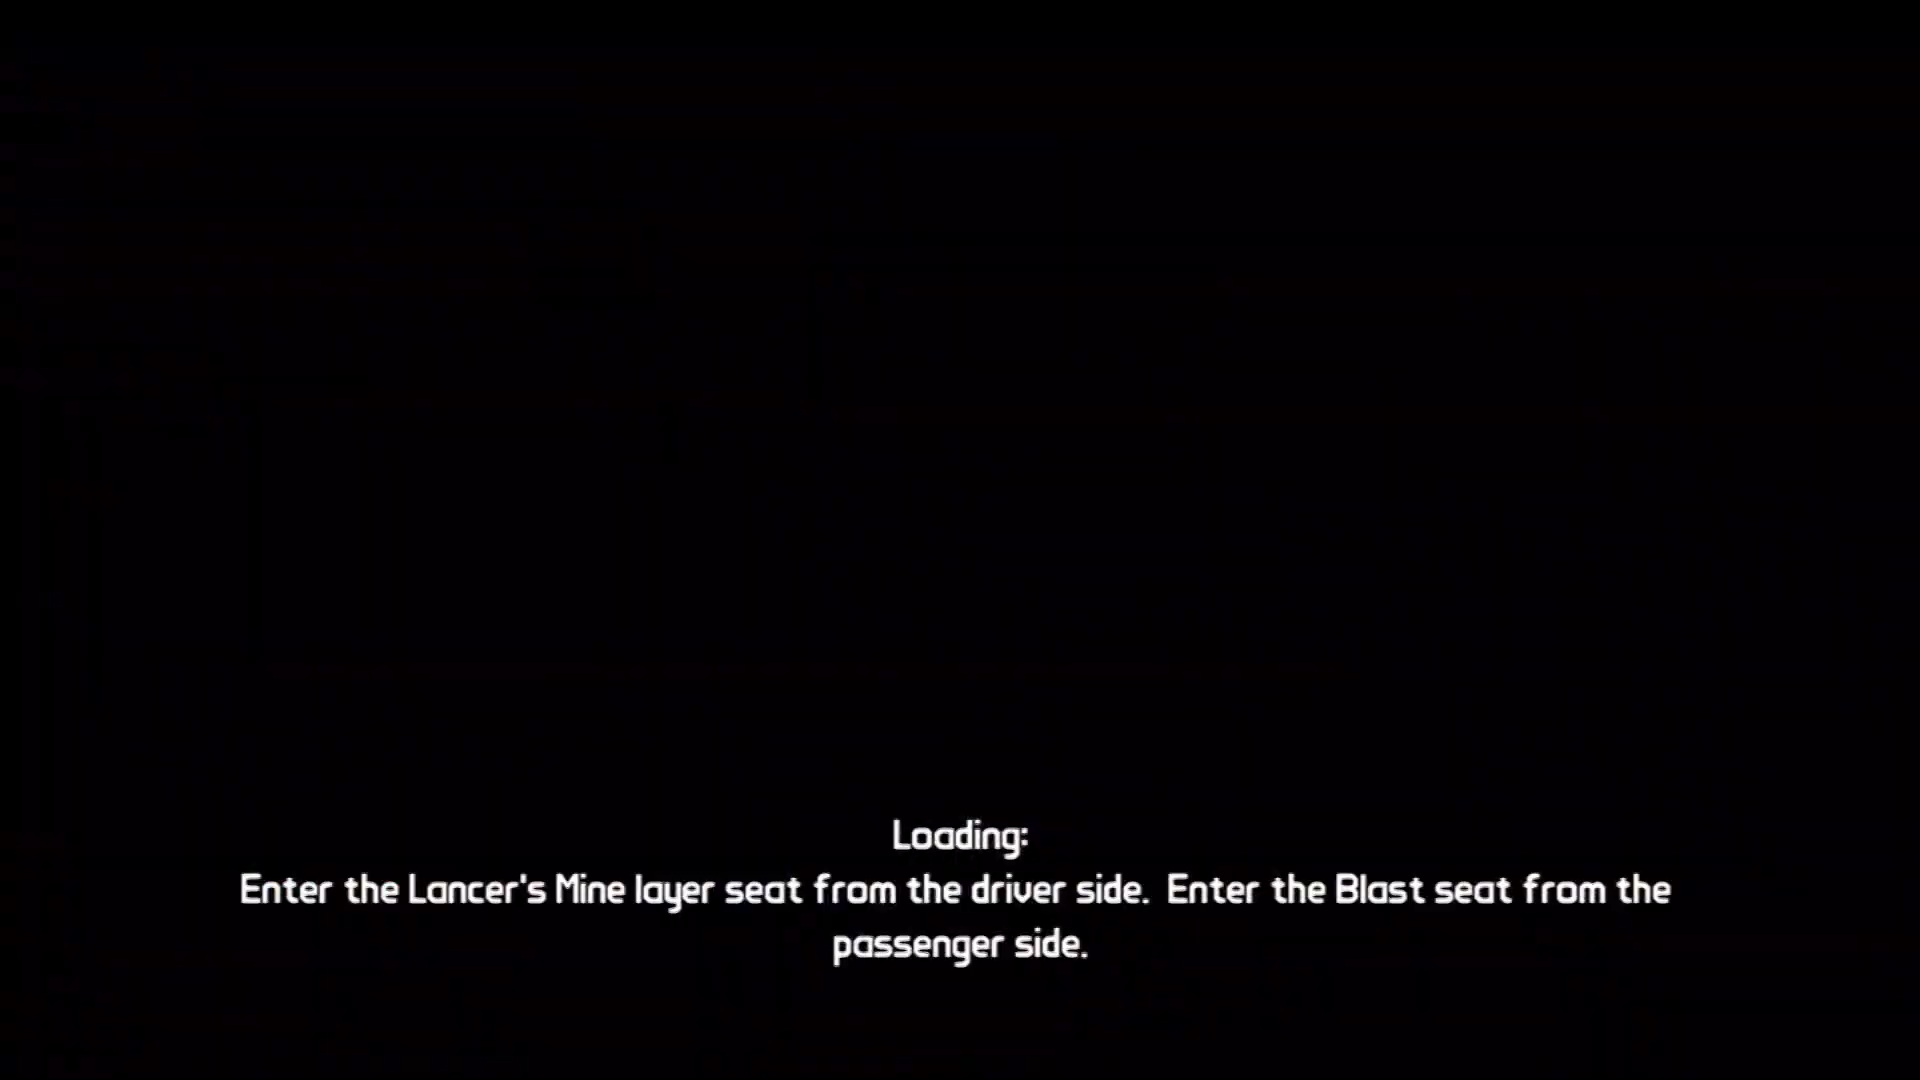 Loading:
Enter the Lancer's Mine layer seat from the driver side.  Enter the Blast seat from the
passenger side.